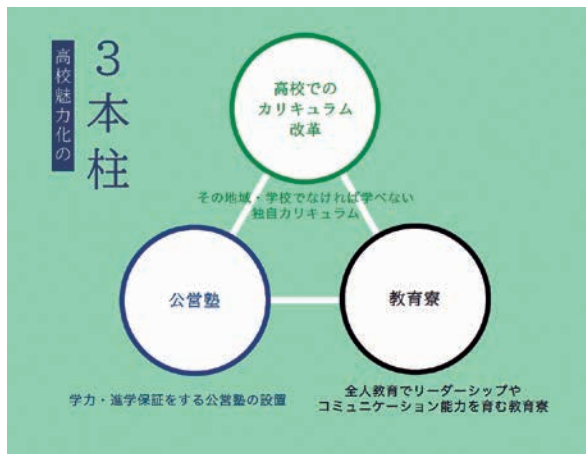 高校魅力化の
3本柱
高校での
カリキュラム
改革
その地域・学校でなければ学べない
独自カリキュラム
公営塾
学力・進学保証をする公営塾の設置
教育寮
全人教育でリーダーシップや
コミュニケーション能力を育む教育寮